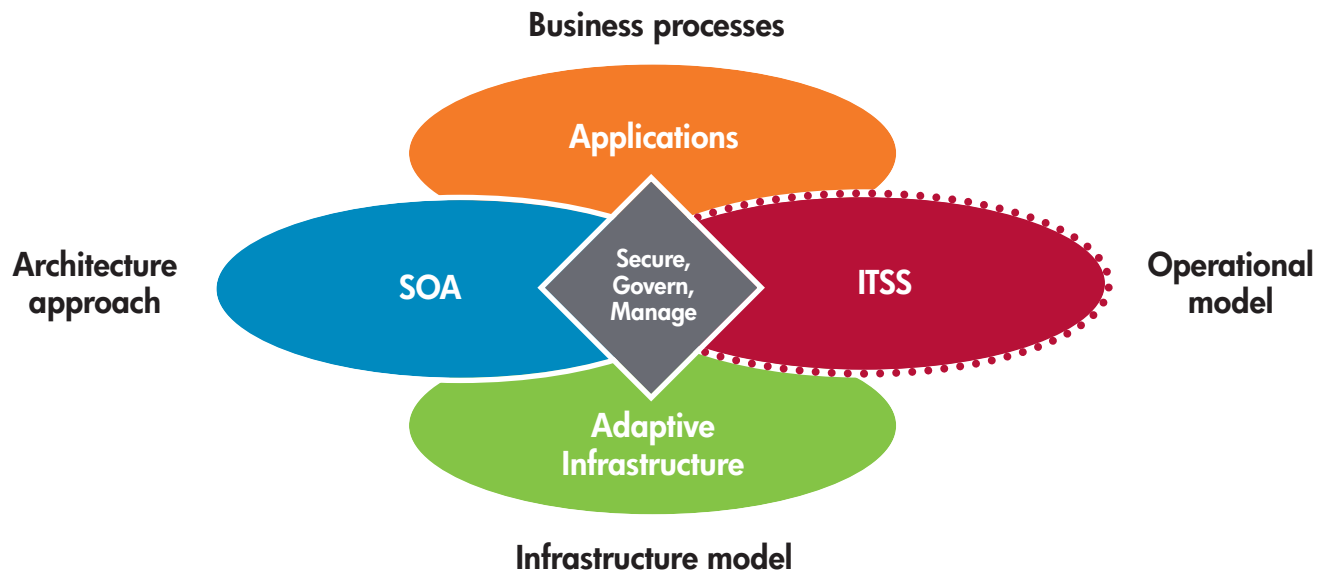 Business processes
Applications
Architecture
approach
SOA
Secure,
Govern,
Manage
ITSS
Operational
model
Adaptive
Infrastructure
Infrastructure model